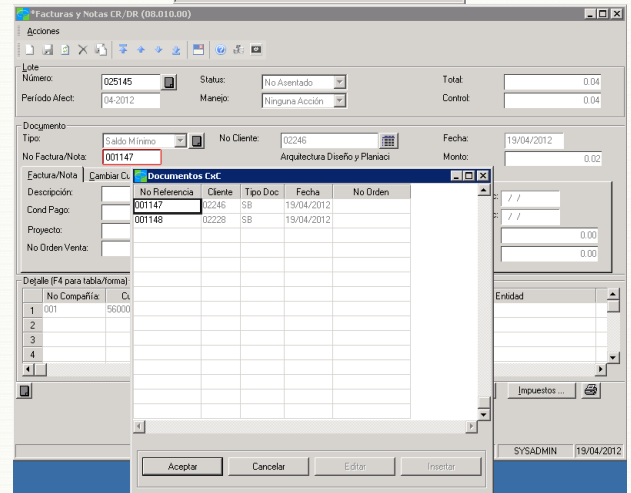 *Facturas y Notas CR/DR (08.010.00)
Acciones
Lote
Número: 025145 Status: No Asentado Total: 0.04
Período Afect: 04-2012 Manejo: Ninguna Acción Control: 0.04
Documento
Tipo: Saldo Mínimo No Cliente: 02246 Fecha: 19/04/2012
No Factura/Nota: 001147 Arquitectura Diseño y Planiaci Monto: 0.02
Factura/Nota Cambiar Cu
Documentos CxC
No Referencia Cliente Tipo Doc Fecha No Orden
001147 02246 SB 19/04/2012
001148 02228 SB 19/04/2012
Descripción: / /
Cond Pago: / /
Proyecto: 0.00
No Orden Venta: 0.00
Detalle (F4 para tabla/forma)
No Compañía: Cu Entidad
1 001 56000
2
3
4
Impuestos ...
Aceptar Cancelar Editar Insertar
SYSADMIN 19/04/2012